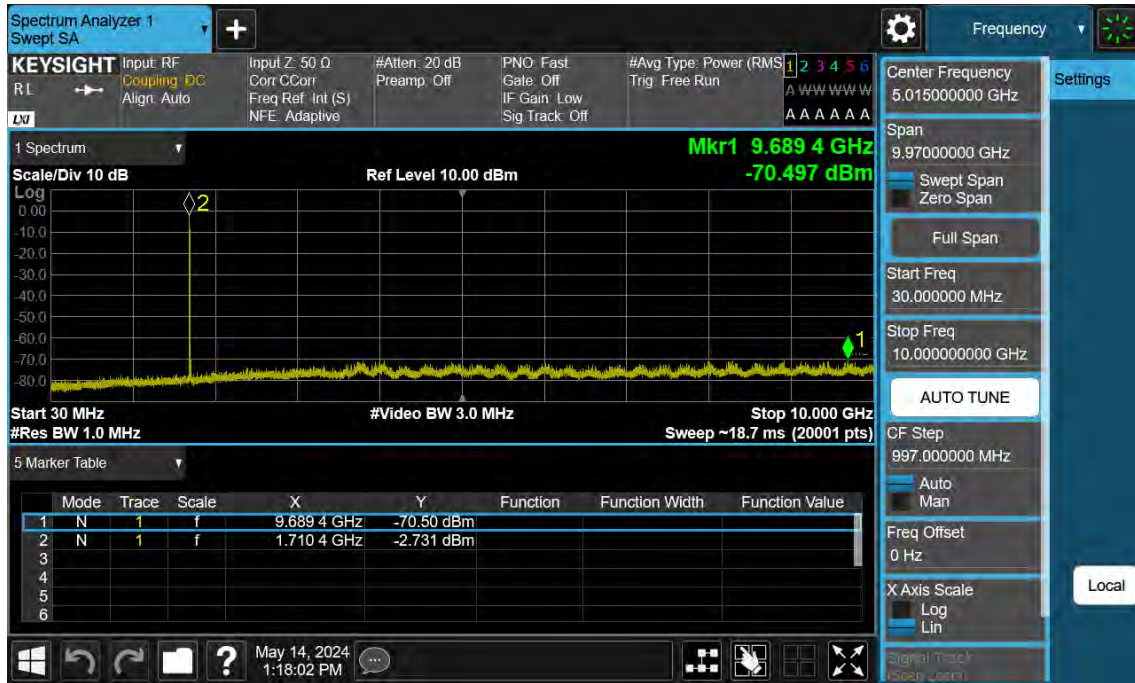 Spectrum Analyzer 1
Swept SA
Frequency
KEYSIGHT
RL
LXI
Input: RF
Coupling: DC
Align: Auto
Input Z: 50 Ω
Corr CCorr
Freq Ref: Int (S)
NFE: Adaptive
#Atten: 20 dB
Preamp: Off
PNO: Fast
Gate: Off
IF Gain: Low
Sig Track: Off
#Avg Type: Power (RMS
Trig: Free Run
1 2 3 4 5 6
A W W W W W
A A A A A A
1 Spectrum
Scale/Div 10 dB
Ref Level 10.00 dBm
Mkr1 9.689 4 GHz
-70.497 dBm
Log
0.00
-10.0
-20.0
-30.0
-40.0
-50.0
-60.0
-70.0
-80.0
2
1
Start 30 MHz
#Video BW 3.0 MHz
Stop 10.000 GHz
#Res BW 1.0 MHz
Sweep ~18.7 ms (20001 pts)
5 Marker Table
Mode Trace Scale X Y Function Function Width Function Value
1 N 1 f 9.689 4 GHz -70.50 dBm
2 N 1 f 1.710 4 GHz -2.731 dBm
3
4
5
6
?
May 14, 2024
1:18:02 PM
Center Frequency
5.015000000 GHz
Settings
Span
9.97000000 GHz
Swept Span
Zero Span
Full Span
Start Freq
30.000000 MHz
Stop Freq
10.000000000 GHz
AUTO TUNE
CF Step
997.000000 MHz
Auto
Man
Freq Offset
0 Hz
X Axis Scale
Log
Lin
Local
Signal Track
(Span Zoom)